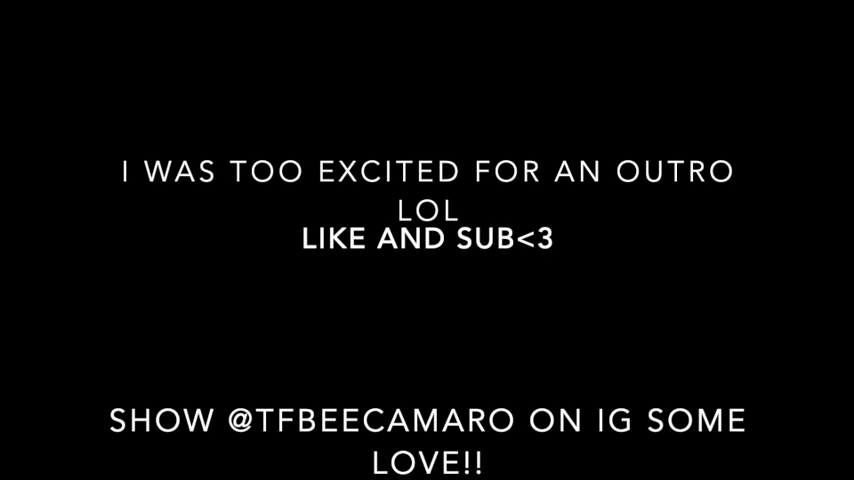 I WAS TOO EXCITED FOR AN OUTRO
LOL
LIKE AND SUB<3
SHOW @TFBEECAMARO ON IG SOME
LOVE!!